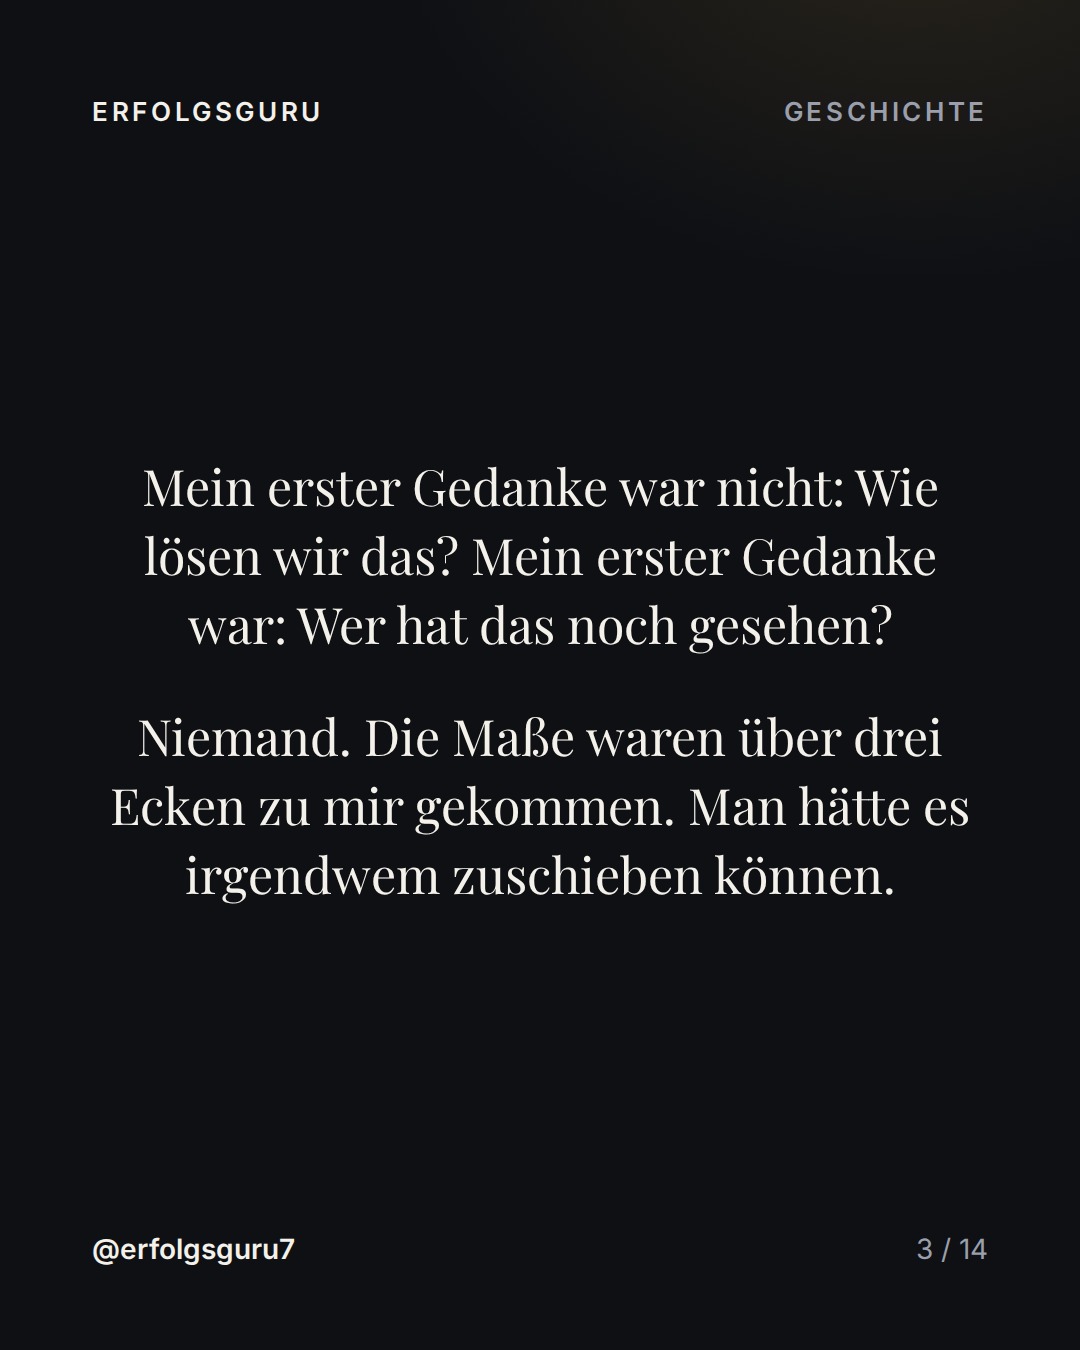 ERFOLGSGURU
GESCHICHTE
Mein erster Gedanke war nicht: Wie
lösen wir das? Mein erster Gedanke
war: Wer hat das noch gesehen?
Niemand. Die Maße waren über drei
Ecken zu mir gekommen. Man hätte es
irgendwem zuschieben können.
@erfolgsguru7
3 / 14